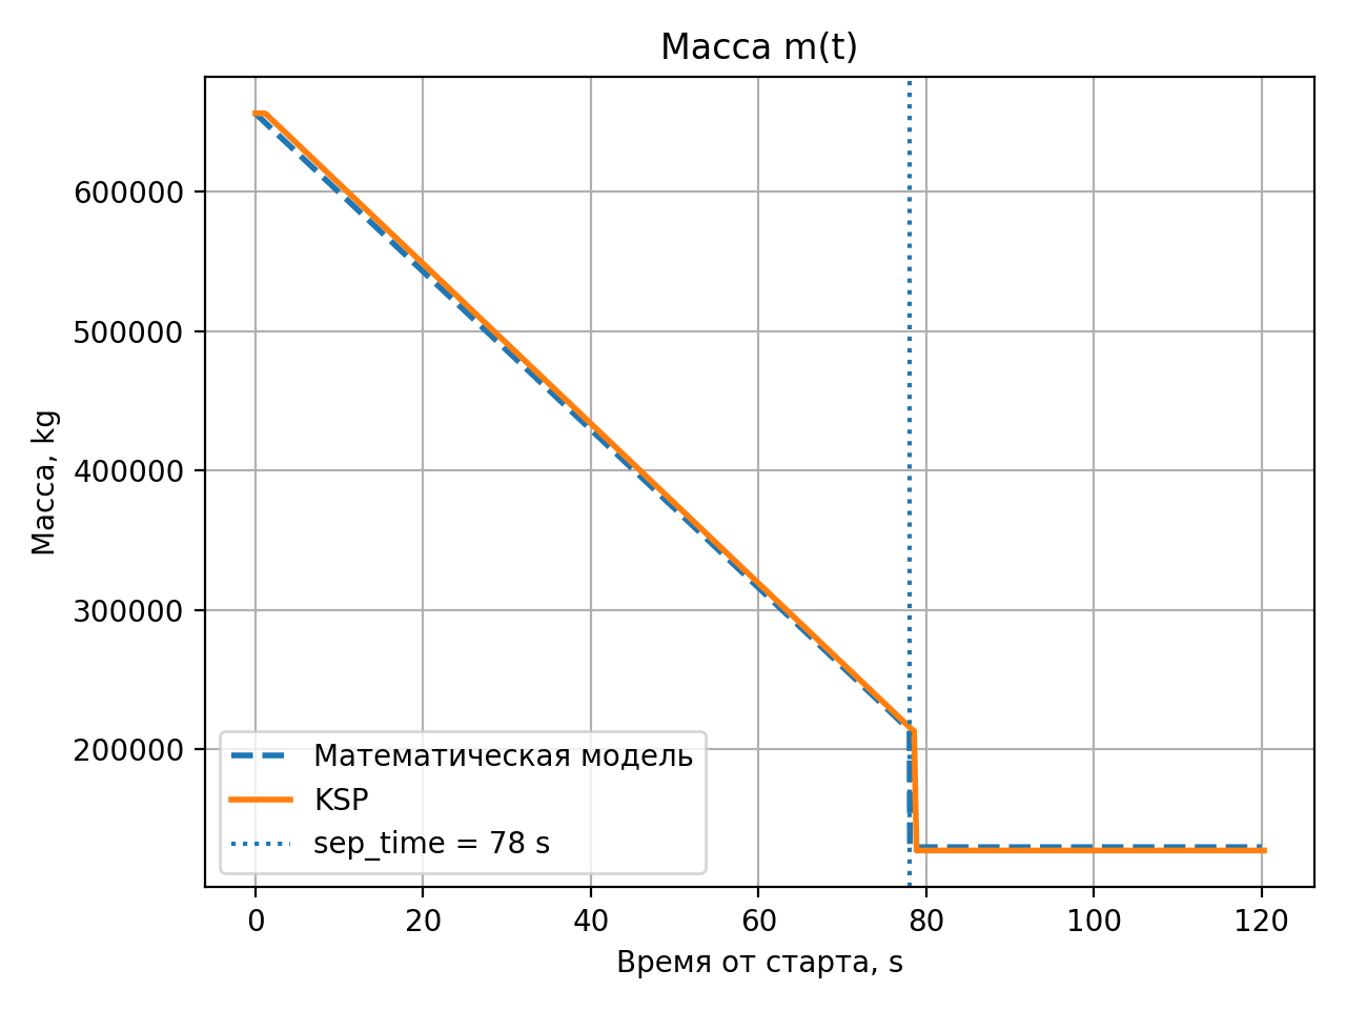 Масса m(t)
600000
500000
400000
300000
200000
Масса, kg
Математическая модель
KSP
sep_time = 78 s
0 20 40 60 80 100 120
Время от старта, s